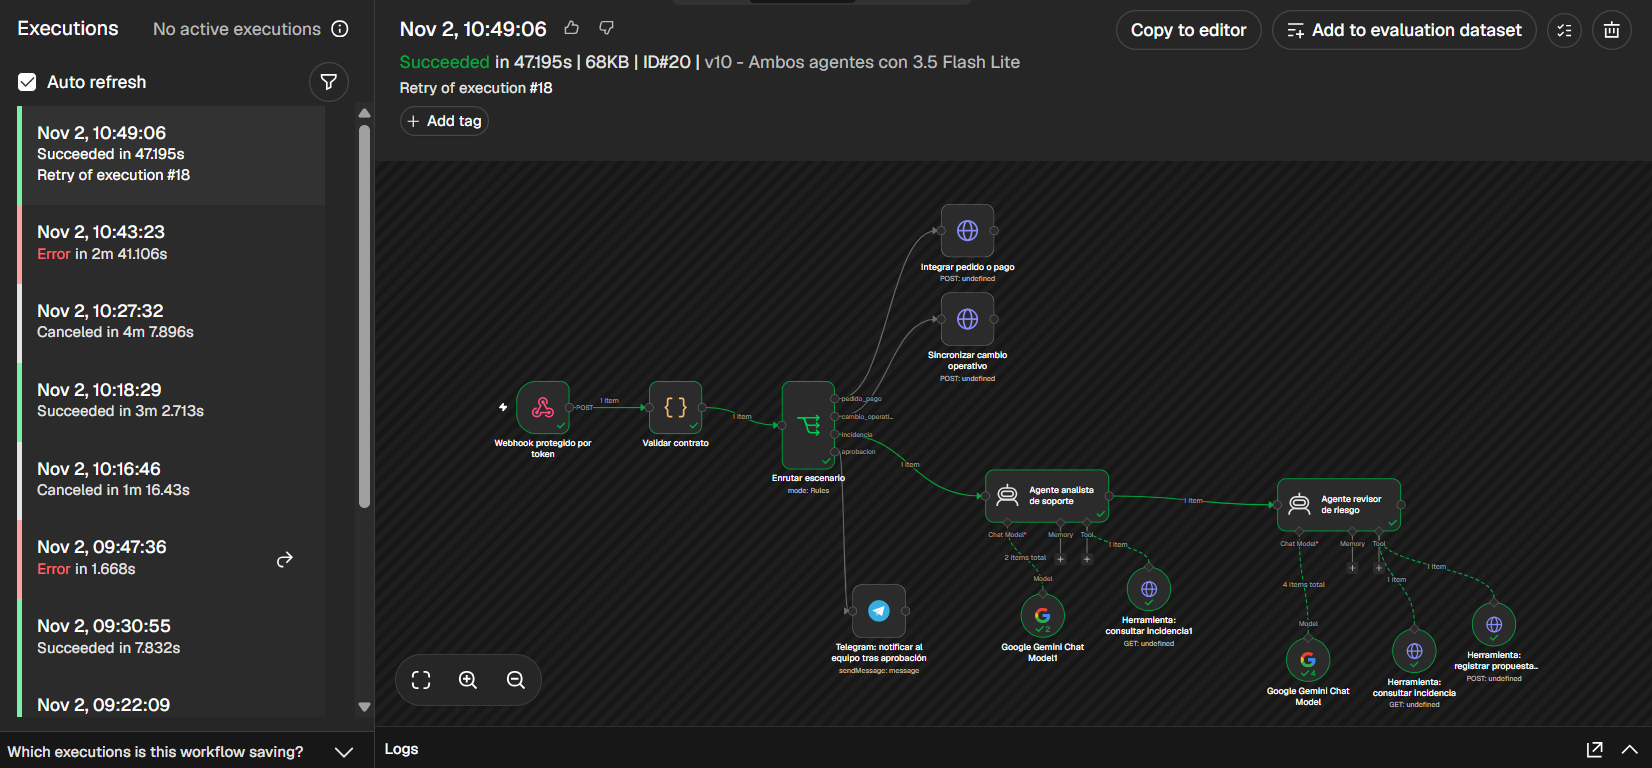 Executions
No active executions
Auto refresh
Nov 2, 10:49:06
Succeeded in 47.195s
Retry of execution #18
Nov 2, 10:43:23
Error in 2m 41.106s
Nov 2, 10:27:32
Canceled in 4m 7.896s
Nov 2, 10:18:29
Succeeded in 3m 2.713s
Nov 2, 10:16:46
Canceled in 1m 16.43s
Nov 2, 09:47:36
Error in 1.668s
Nov 2, 09:30:55
Succeeded in 7.832s
Nov 2, 09:22:09
Which executions is this workflow saving?
Nov 2, 10:49:06
Copy to editor
Add to evaluation dataset
Succeeded in 47.195s | 68KB | ID#20 | v10 - Ambos agentes con 3.5 Flash Lite
Retry of execution #18
+ Add tag
Integrar pedido o pago
POST: undefined
Sincronizar cambio
operativo
POST: undefined
POST
1 item
Webhook protegido por
token
Validar contrato
1 item
pedido_pago
cambio_operati...
incidencia
aprobacion
Enrutar escenario
mode: Rules
1 item
Agente analista
de soporte
1 item
Agente revisor
de riesgo
Chat Model*
Memory
Tool
1 item
2 items total
Model
2
Google Gemini Chat
Model1
Herramienta:
consultar incidencia1
GET: undefined
Chat Model*
Memory
Tool
1 item
1 item
4 items total
Model
4
Google Gemini Chat
Model
Herramienta:
consultar incidencia
GET: undefined
Herramienta:
registrar propuesta...
POST: undefined
Telegram: notificar al
equipo tras aprobación
sendMessage: message
Logs